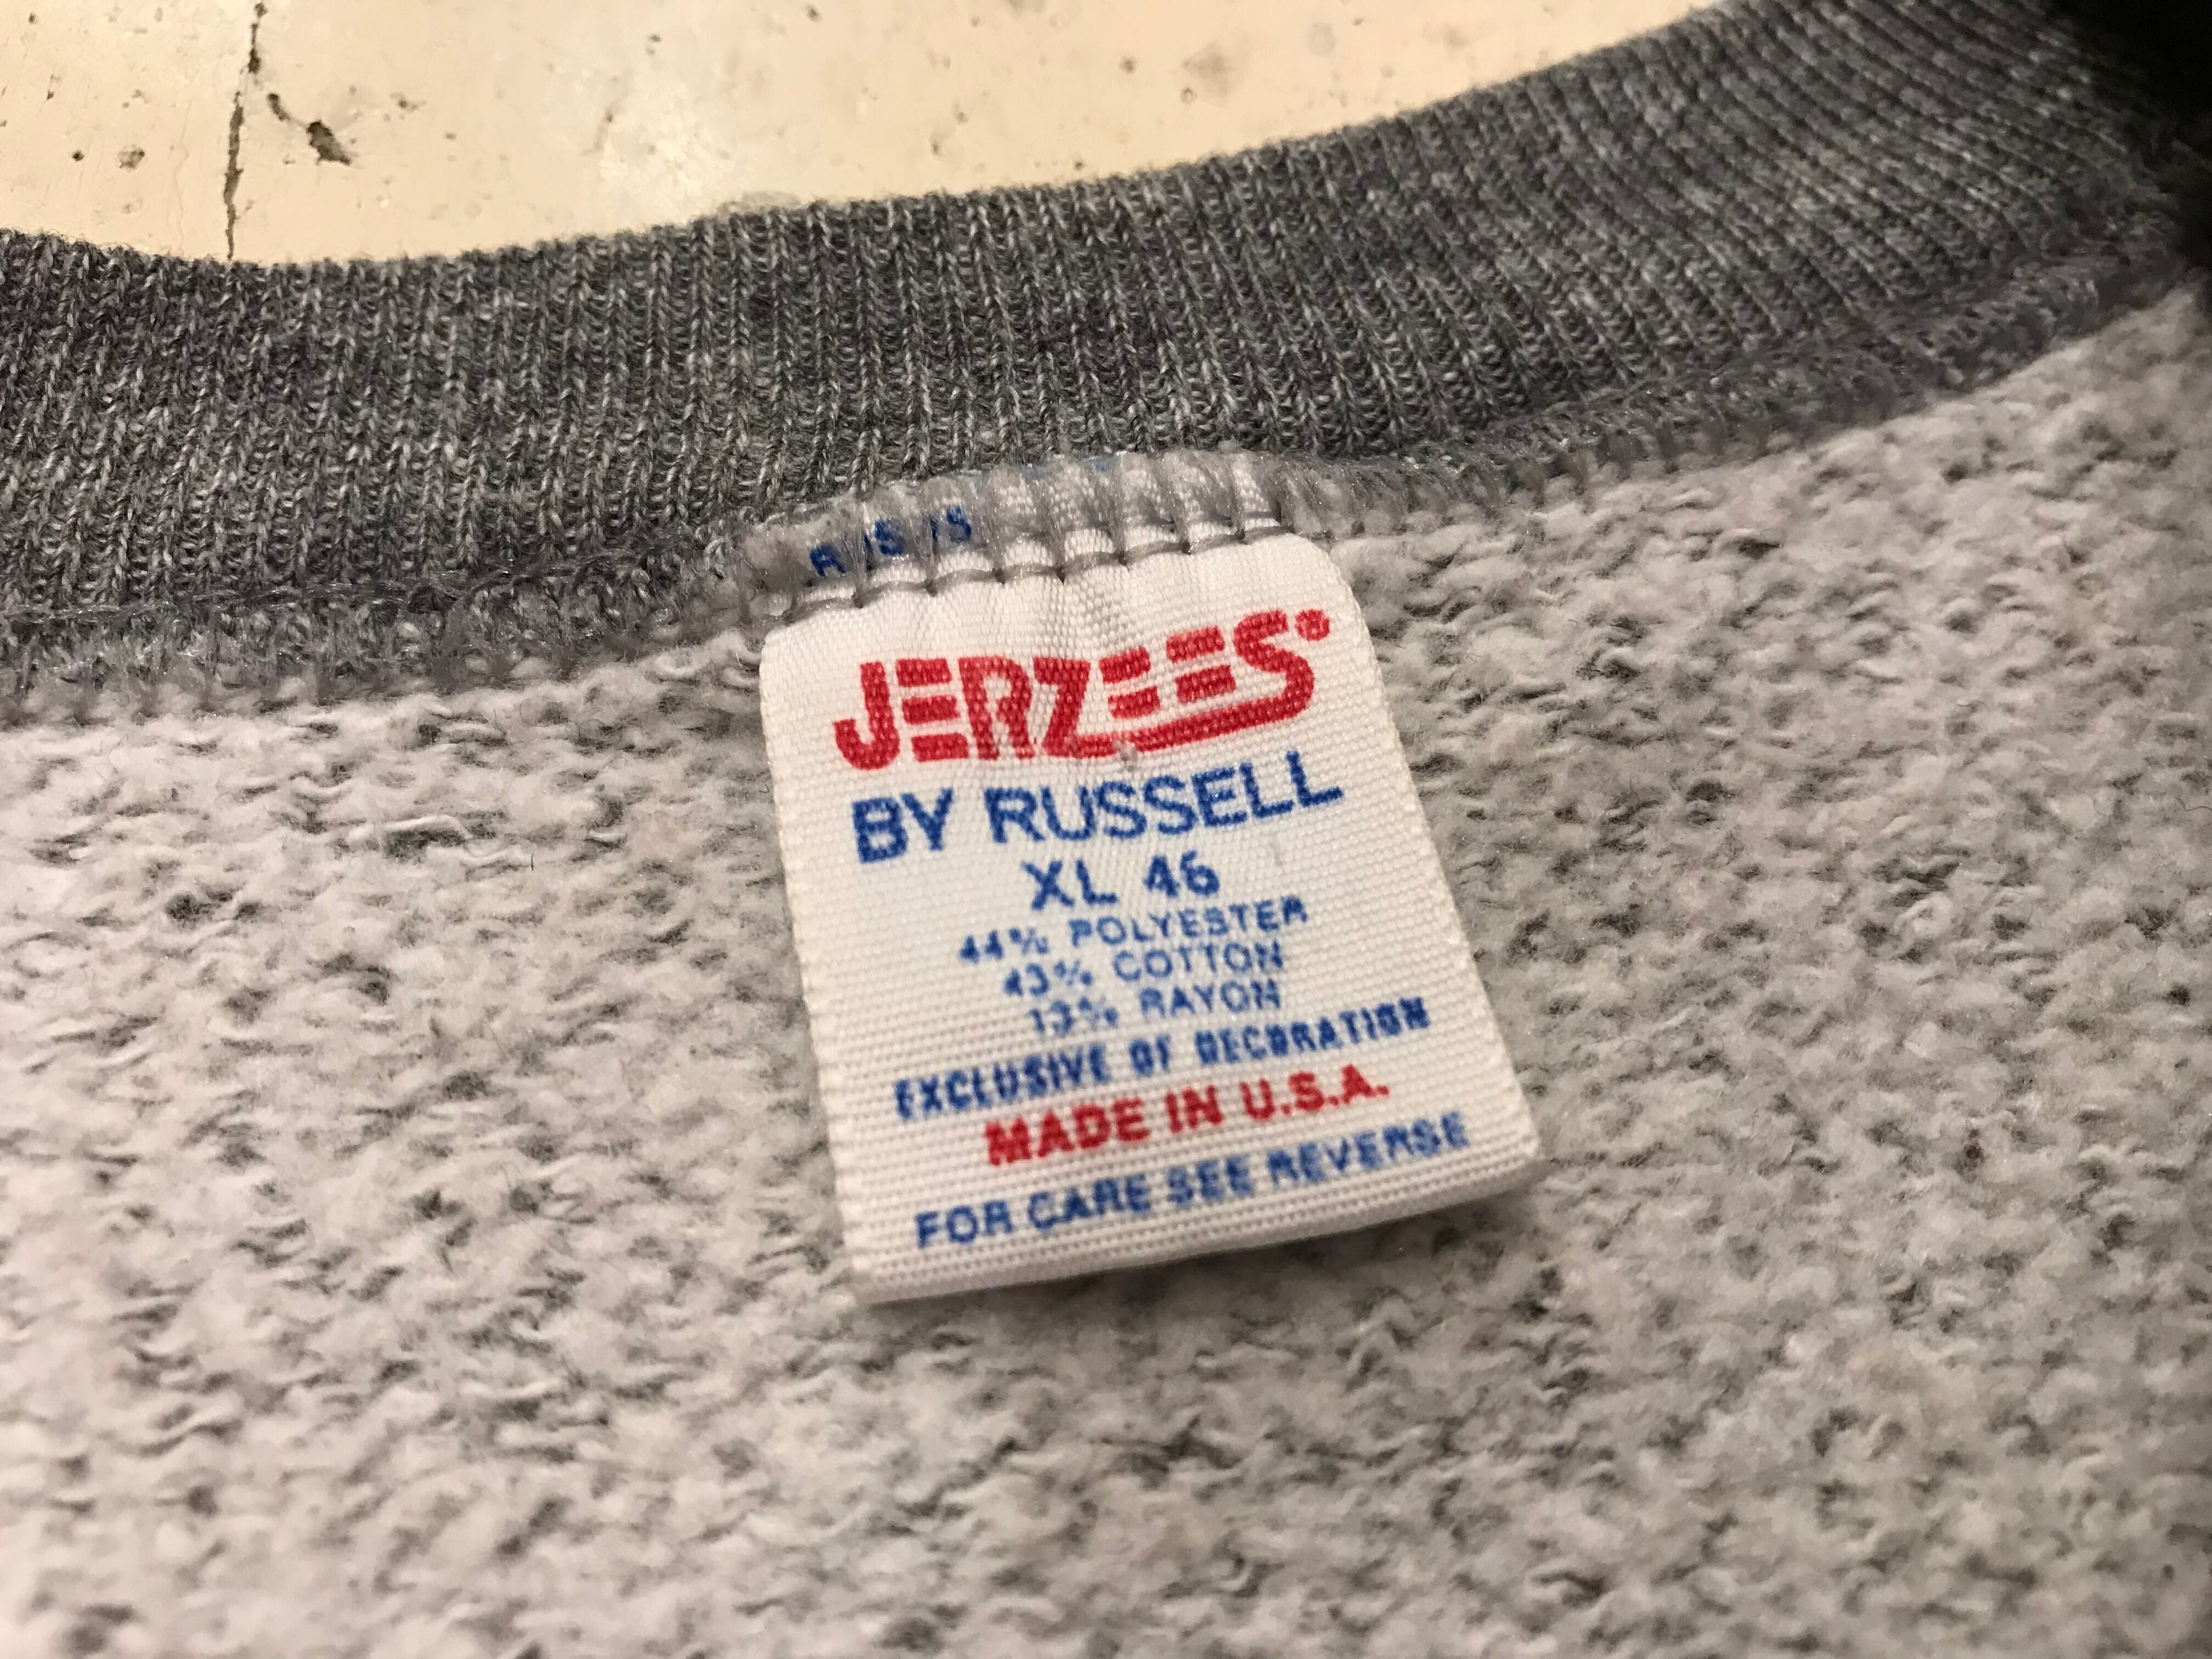 JERZEES®
BY RUSSELL
XL 46
44% POLYESTER
43% COTTON
13% RAYON
EXCLUSIVE OF DECORATION
MADE IN U.S.A.
FOR CARE SEE REVERSE